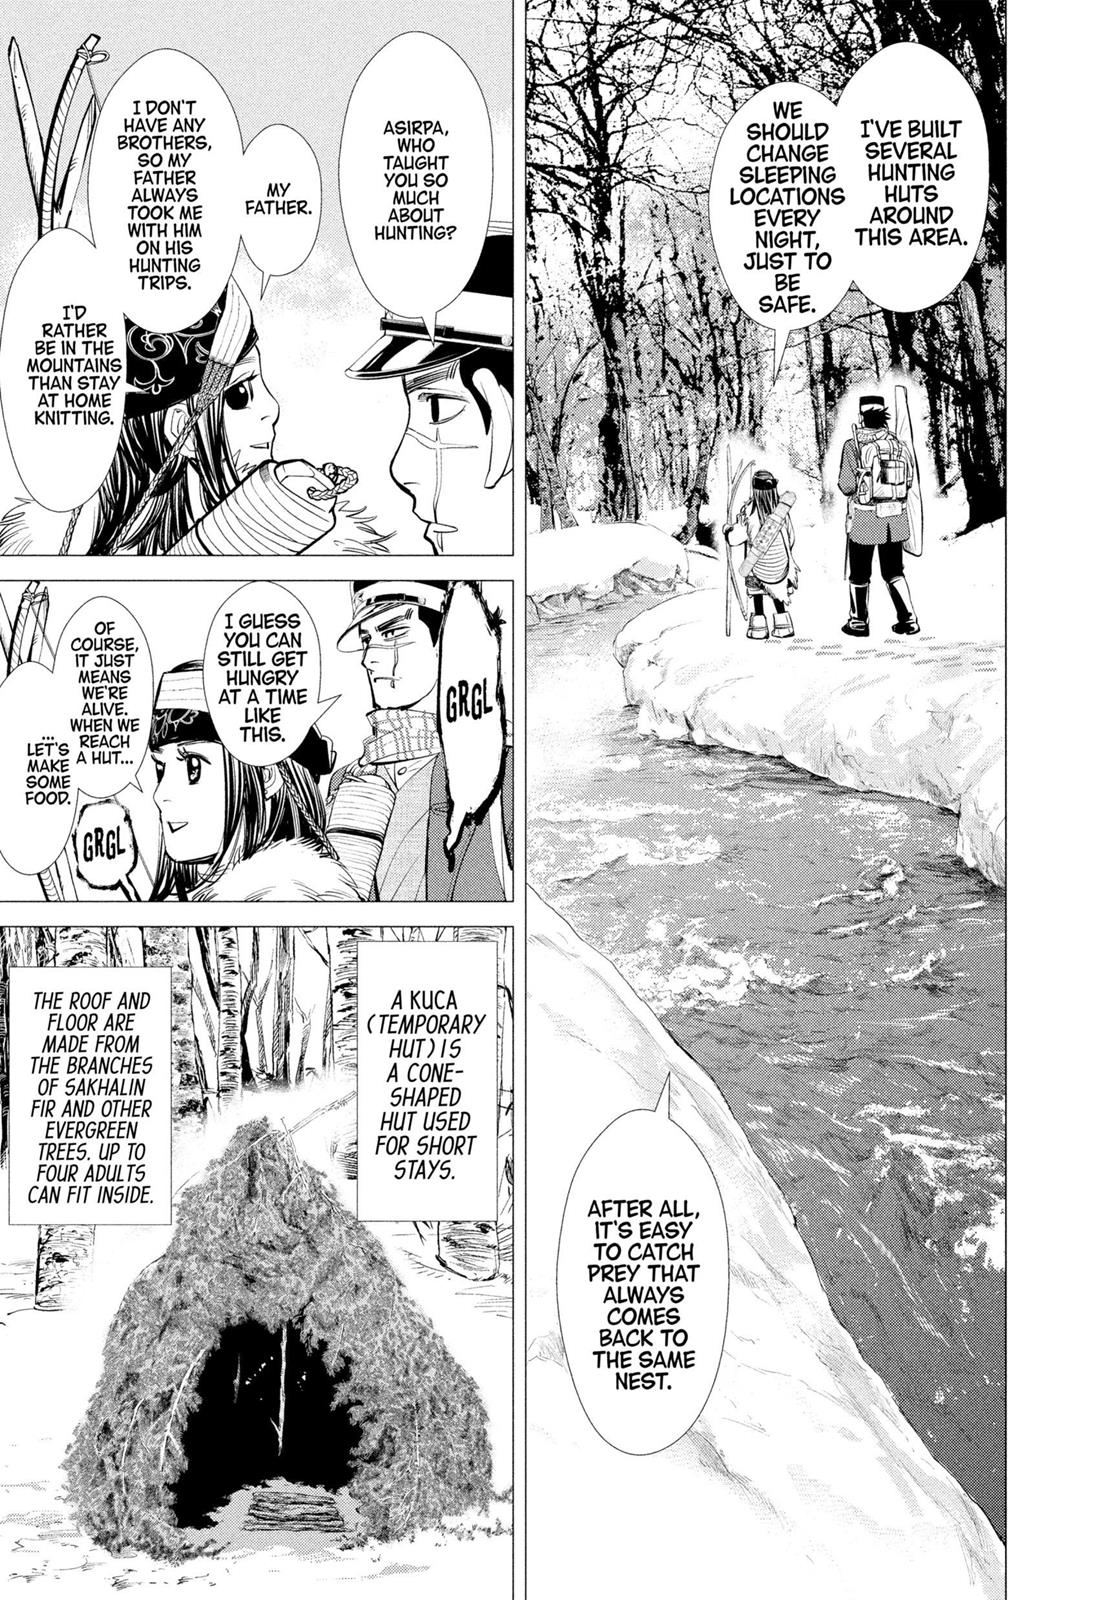 I'VE BUILT
SEVERAL
HUNTING
HUTS
AROUND
THIS AREA.
WE
SHOULD
CHANGE
SLEEPING
LOCATIONS
EVERY
NIGHT,
JUST TO
BE
SAFE.
AFTER ALL,
IT'S EASY
TO CATCH
PREY THAT
ALWAYS
COMES
BACK TO
THE SAME
NEST.
ASIRPA,
WHO
TAUGHT
YOU SO
MUCH
ABOUT
HUNTING?
MY
FATHER.
I DON'T
HAVE ANY
BROTHERS,
SO MY
FATHER
ALWAYS
TOOK ME
WITH HIM
ON HIS
HUNTING
TRIPS.
I'D
RATHER
BE IN THE
MOUNTAINS
THAN STAY
AT HOME
KNITTING.
GRGL
I GUESS
YOU CAN
STILL GET
HUNGRY
AT A TIME
LIKE
THIS.
GRGL
OF
COURSE,
IT JUST
MEANS
WE'RE
ALIVE.
WHEN WE
REACH
A HUT...
...
LET'S
MAKE
SOME
FOOD.
A KUCA
(TEMPORARY
HUT) IS
A CONE-
SHAPED
HUT USED
FOR SHORT
STAYS.
THE ROOF AND
FLOOR ARE
MADE FROM
THE BRANCHES
OF SAKHALIN
FIR AND OTHER
EVERGREEN
TREES. UP TO
FOUR ADULTS
CAN FIT INSIDE.